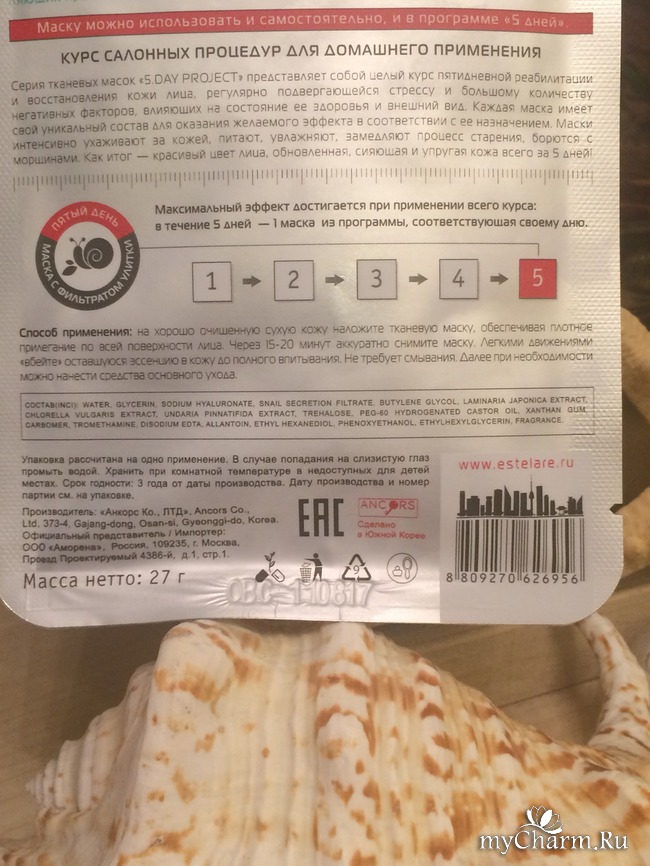 Маску можно использовать и самостоятельно, и в программе «5 дней».
КУРС САЛОННЫХ ПРОЦЕДУР ДЛЯ ДОМАШНЕГО ПРИМЕНЕНИЯ
Серия тканевых масок «5.DAY PROJECT» представляет собой целый курс пятидневной реабилитации
и восстановления кожи лица, регулярно подвергающейся стрессу и большому количеству
негативных факторов, влияющих на состояние ее здоровья и внешний вид. Каждая маска имеет
свой уникальный состав для оказания желаемого эффекта в соответствии с ее назначением. Маски
интенсивно ухаживают за кожей, питают, увлажняют, замедляют процесс старения, борются с
морщинами. Как итог — красивый цвет лица, обновленная, сияющая и упругая кожа всего за 5 дней!
ПЯТЫЙ ДЕНЬ
МАСКА С ФИЛЬТРАТОМ УЛИТКИ
Максимальный эффект достигается при применении всего курса:
в течение 5 дней — 1 маска из программы, соответствующая своему дню.
1 2 3 4 5
Способ применения: на хорошо очищенную сухую кожу наложите тканевую маску, обеспечивая плотное
прилегание по всей поверхности лица. Через 15-20 минут аккуратно снимите маску. Легкими движениями
«вбейте» оставшуюся эссенцию в кожу до полного впитывания. Не требует смывания. Далее при необходимости
можно нанести средства основного ухода.
СОСТАВ(INCI): WATER, GLYCERIN, SODIUM HYALURONATE, SNAIL SECRETION FILTRATE, BUTYLENE GLYCOL, LAMINARIA JAPONICA EXTRACT,
CHLORELLA VULGARIS EXTRACT, UNDARIA PINNATIFIDA EXTRACT, TREHALOSE, PEG-60 HYDROGENATED CASTOR OIL, XANTHAN GUM,
CARBOMER, TROMETHAMINE, DISODIUM EDTA, ALLANTOIN, ETHYL HEXANEDIOL, PHENOXYETHANOL, ETHYLHEXYLGLYCERIN, FRAGRANCE.
Упаковка рассчитана на одно применение. В случае попадания на слизистую глаз
промыть водой. Хранить при комнатной температуре в недоступных для детей
местах. Срок годности: 3 года от даты производства. Дату производства и номер
партии см. на упаковке.
Производитель: «Анкорс Ко., ЛТД», Ancors Co.,
Ltd. 373-4, Gajang-dong, Osan-si, Gyeonggi-do, Korea.
Официальный представитель / Импортер:
ООО «Аморена», Россия, 109235, г. Москва,
Проезд Проектируемый 4386-й, д.1, стр.1.
Масса нетто: 27 г
EAC
ANCORS
Сделано
в Южной Корее
9
www.estelare.ru
8 809270 626956
myCharm.Ru